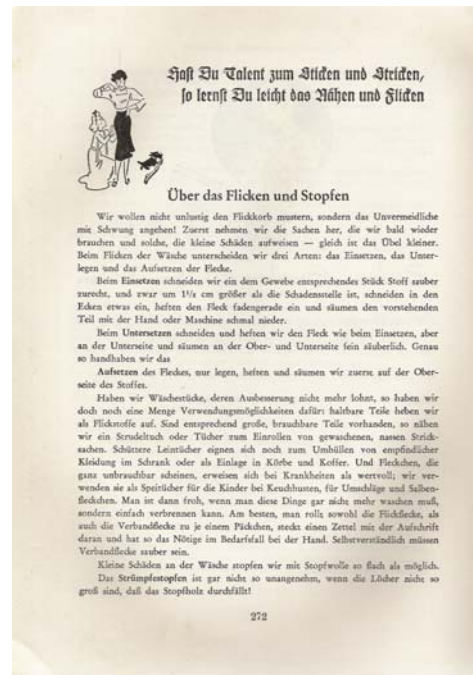 Hast Du Talent zum Sticken und Stricken,
so lernst Du leicht das Nähen und Flicken
Über das Flicken und Stopfen
Wir wollen nicht unlustig den Flickkorb mustern, sondern das Unvermeidliche
mit Schwung angehen! Zuerst nehmen wir die Sachen her, die wir bald wieder
brauchen und solche, die kleine Schäden aufweisen — gleich ist das Übel kleiner.
Beim Flicken der Wäsche unterscheiden wir drei Arten: das Einsetzen, das Unter-
legen und das Aufsetzen der Flecke.
Beim Einsetzen schneiden wir ein dem Gewebe entsprechendes Stück Stoff sauber
zurecht, und zwar um 1½ cm größer als die Schadensstelle ist, schneiden in den
Ecken etwas ein, heften den Fleck fadengerade ein und säumen den vorstehenden
Teil mit der Hand oder Maschine schmal nieder.
Beim Untersetzen schneiden und heften wir den Fleck wie beim Einsetzen, aber
an der Unterseite und säumen an der Ober- und Unterseite fein säuberlich. Genau
so handhaben wir das
Aufsetzen des Fleckes, nur legen, heften und säumen wir zuerst auf der Ober-
seite des Stoffes.
Haben wir Wäschestücke, deren Ausbesserung nicht mehr lohnt, so haben wir
doch noch eine Menge Verwendungsmöglichkeiten dafür: haltbare Teile heben wir
als Flickstoffe auf. Sind entsprechend große, brauchbare Teile vorhanden, so nähen
wir ein Strudeltuch oder Tücher zum Einrollen von gewaschenen, nassen Strick-
sachen. Schüttere Leintücher eignen sich noch zum Umhüllen von empfindlicher
Kleidung im Schrank oder als Einlage in Körbe und Koffer. Und Fleckchen, die
ganz unbrauchbar scheinen, erweisen sich bei Krankheiten als wertvoll; wir ver-
wenden sie als Speitücher für die Kinder bei Keuchhusten, für Umschläge und Salben-
fleckchen. Man ist dann froh, wenn man diese Dinge gar nicht mehr waschen muß,
sondern einfach verbrennen kann. Am besten, man rollt sowohl die Flickflecke, als
auch die Verbandflecke zu je einem Päckchen, steckt einen Zettel mit der Aufschrift
daran und hat so das Nötige im Bedarfsfall bei der Hand. Selbstverständlich müssen
Verbandflecke sauber sein.
Kleine Schäden an der Wäsche stopfen wir mit Stopfwolle so flach als möglich.
Das Strümpfestopfen ist gar nicht so unangenehm, wenn die Löcher nicht so
groß sind, daß das Stopfholz durchfällt!
272